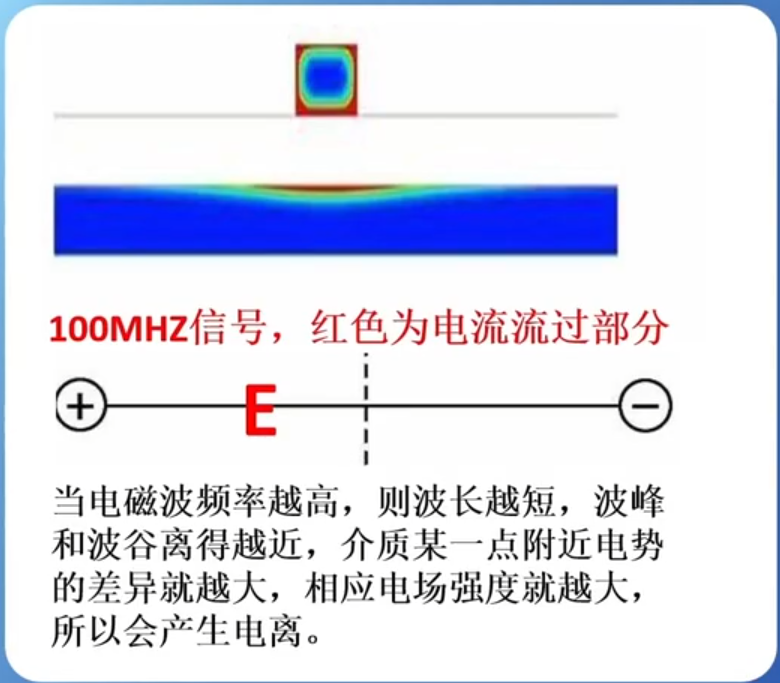 100MHZ信号，红色为电流流过部分
+ E −
当电磁波频率越高，则波长越短，波峰
和波谷离得越近，介质某一点附近电势
的差异就越大，相应电场强度就越大，
所以会产生电离。